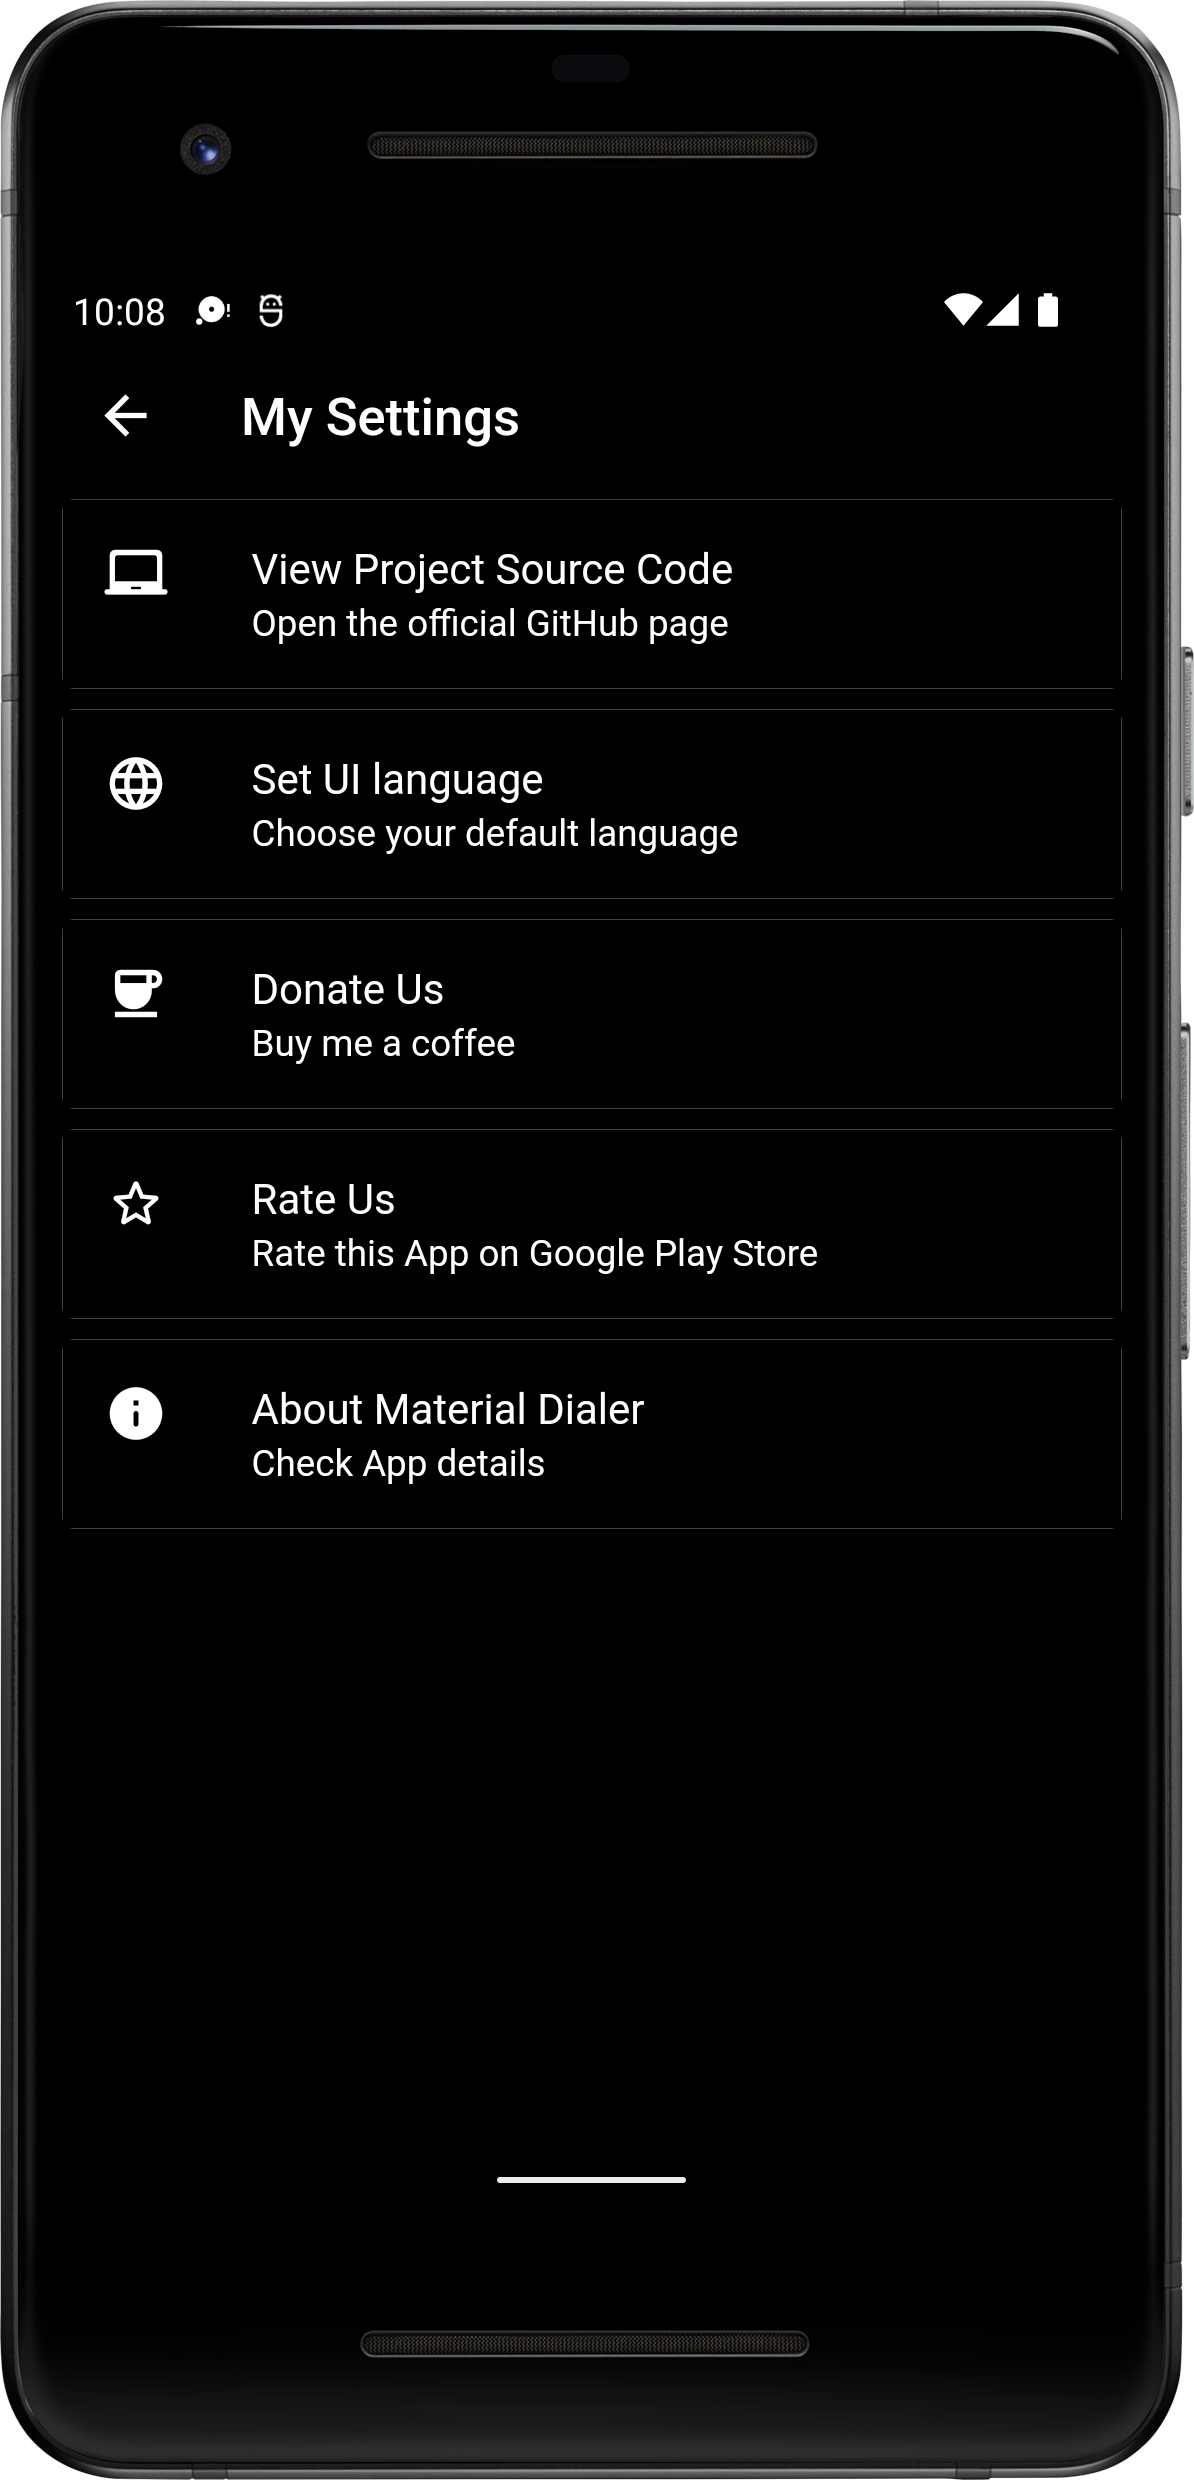 10:08
My Settings
View Project Source Code
Open the official GitHub page
Set UI language
Choose your default language
Donate Us
Buy me a coffee
Rate Us
Rate this App on Google Play Store
About Material Dialer
Check App details